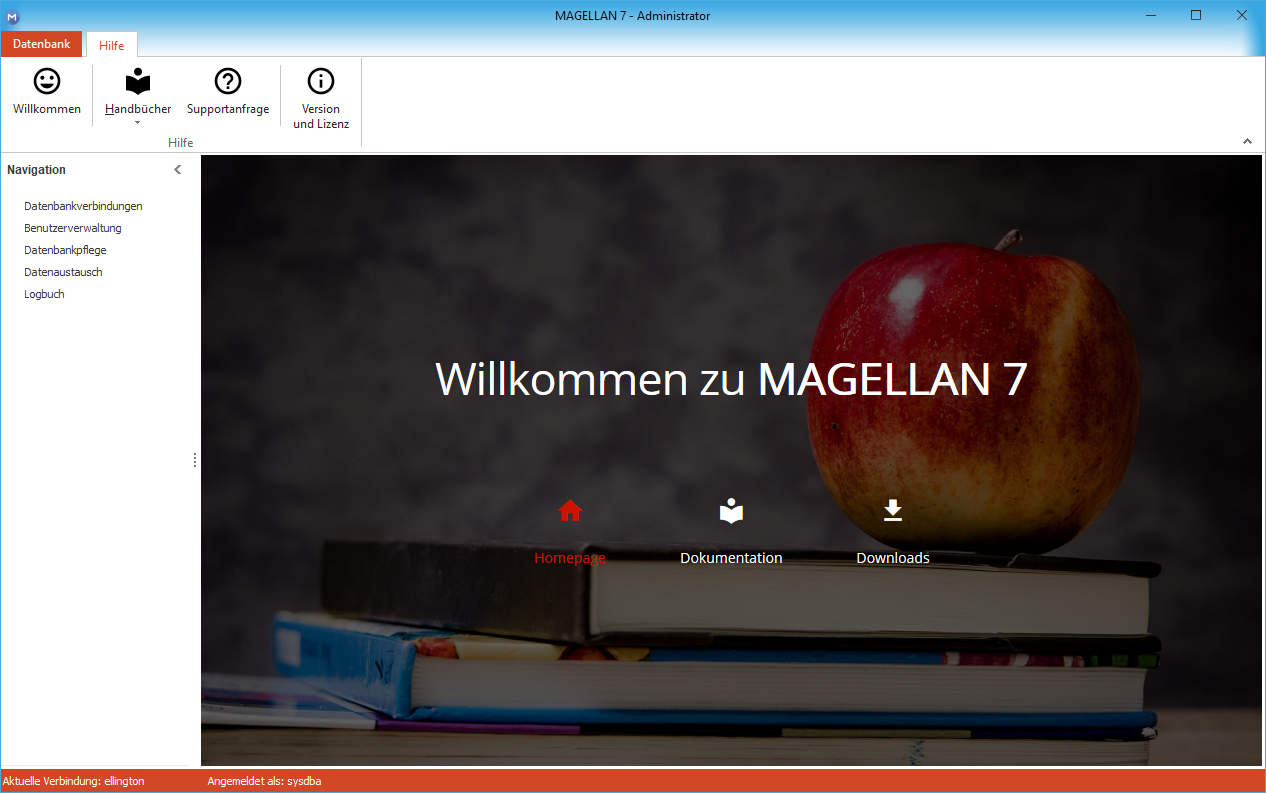 MAGELLAN 7 - Administrator
Datenbank
Hilfe
Willkommen
Handbücher
Supportanfrage
Version
und Lizenz
Hilfe
Navigation
Datenbankverbindungen
Benutzerverwaltung
Datenbankpflege
Datenaustausch
Logbuch
Willkommen zu MAGELLAN 7
Homepage
Dokumentation
Downloads
Aktuelle Verbindung: ellington
Angemeldet als: sysdba